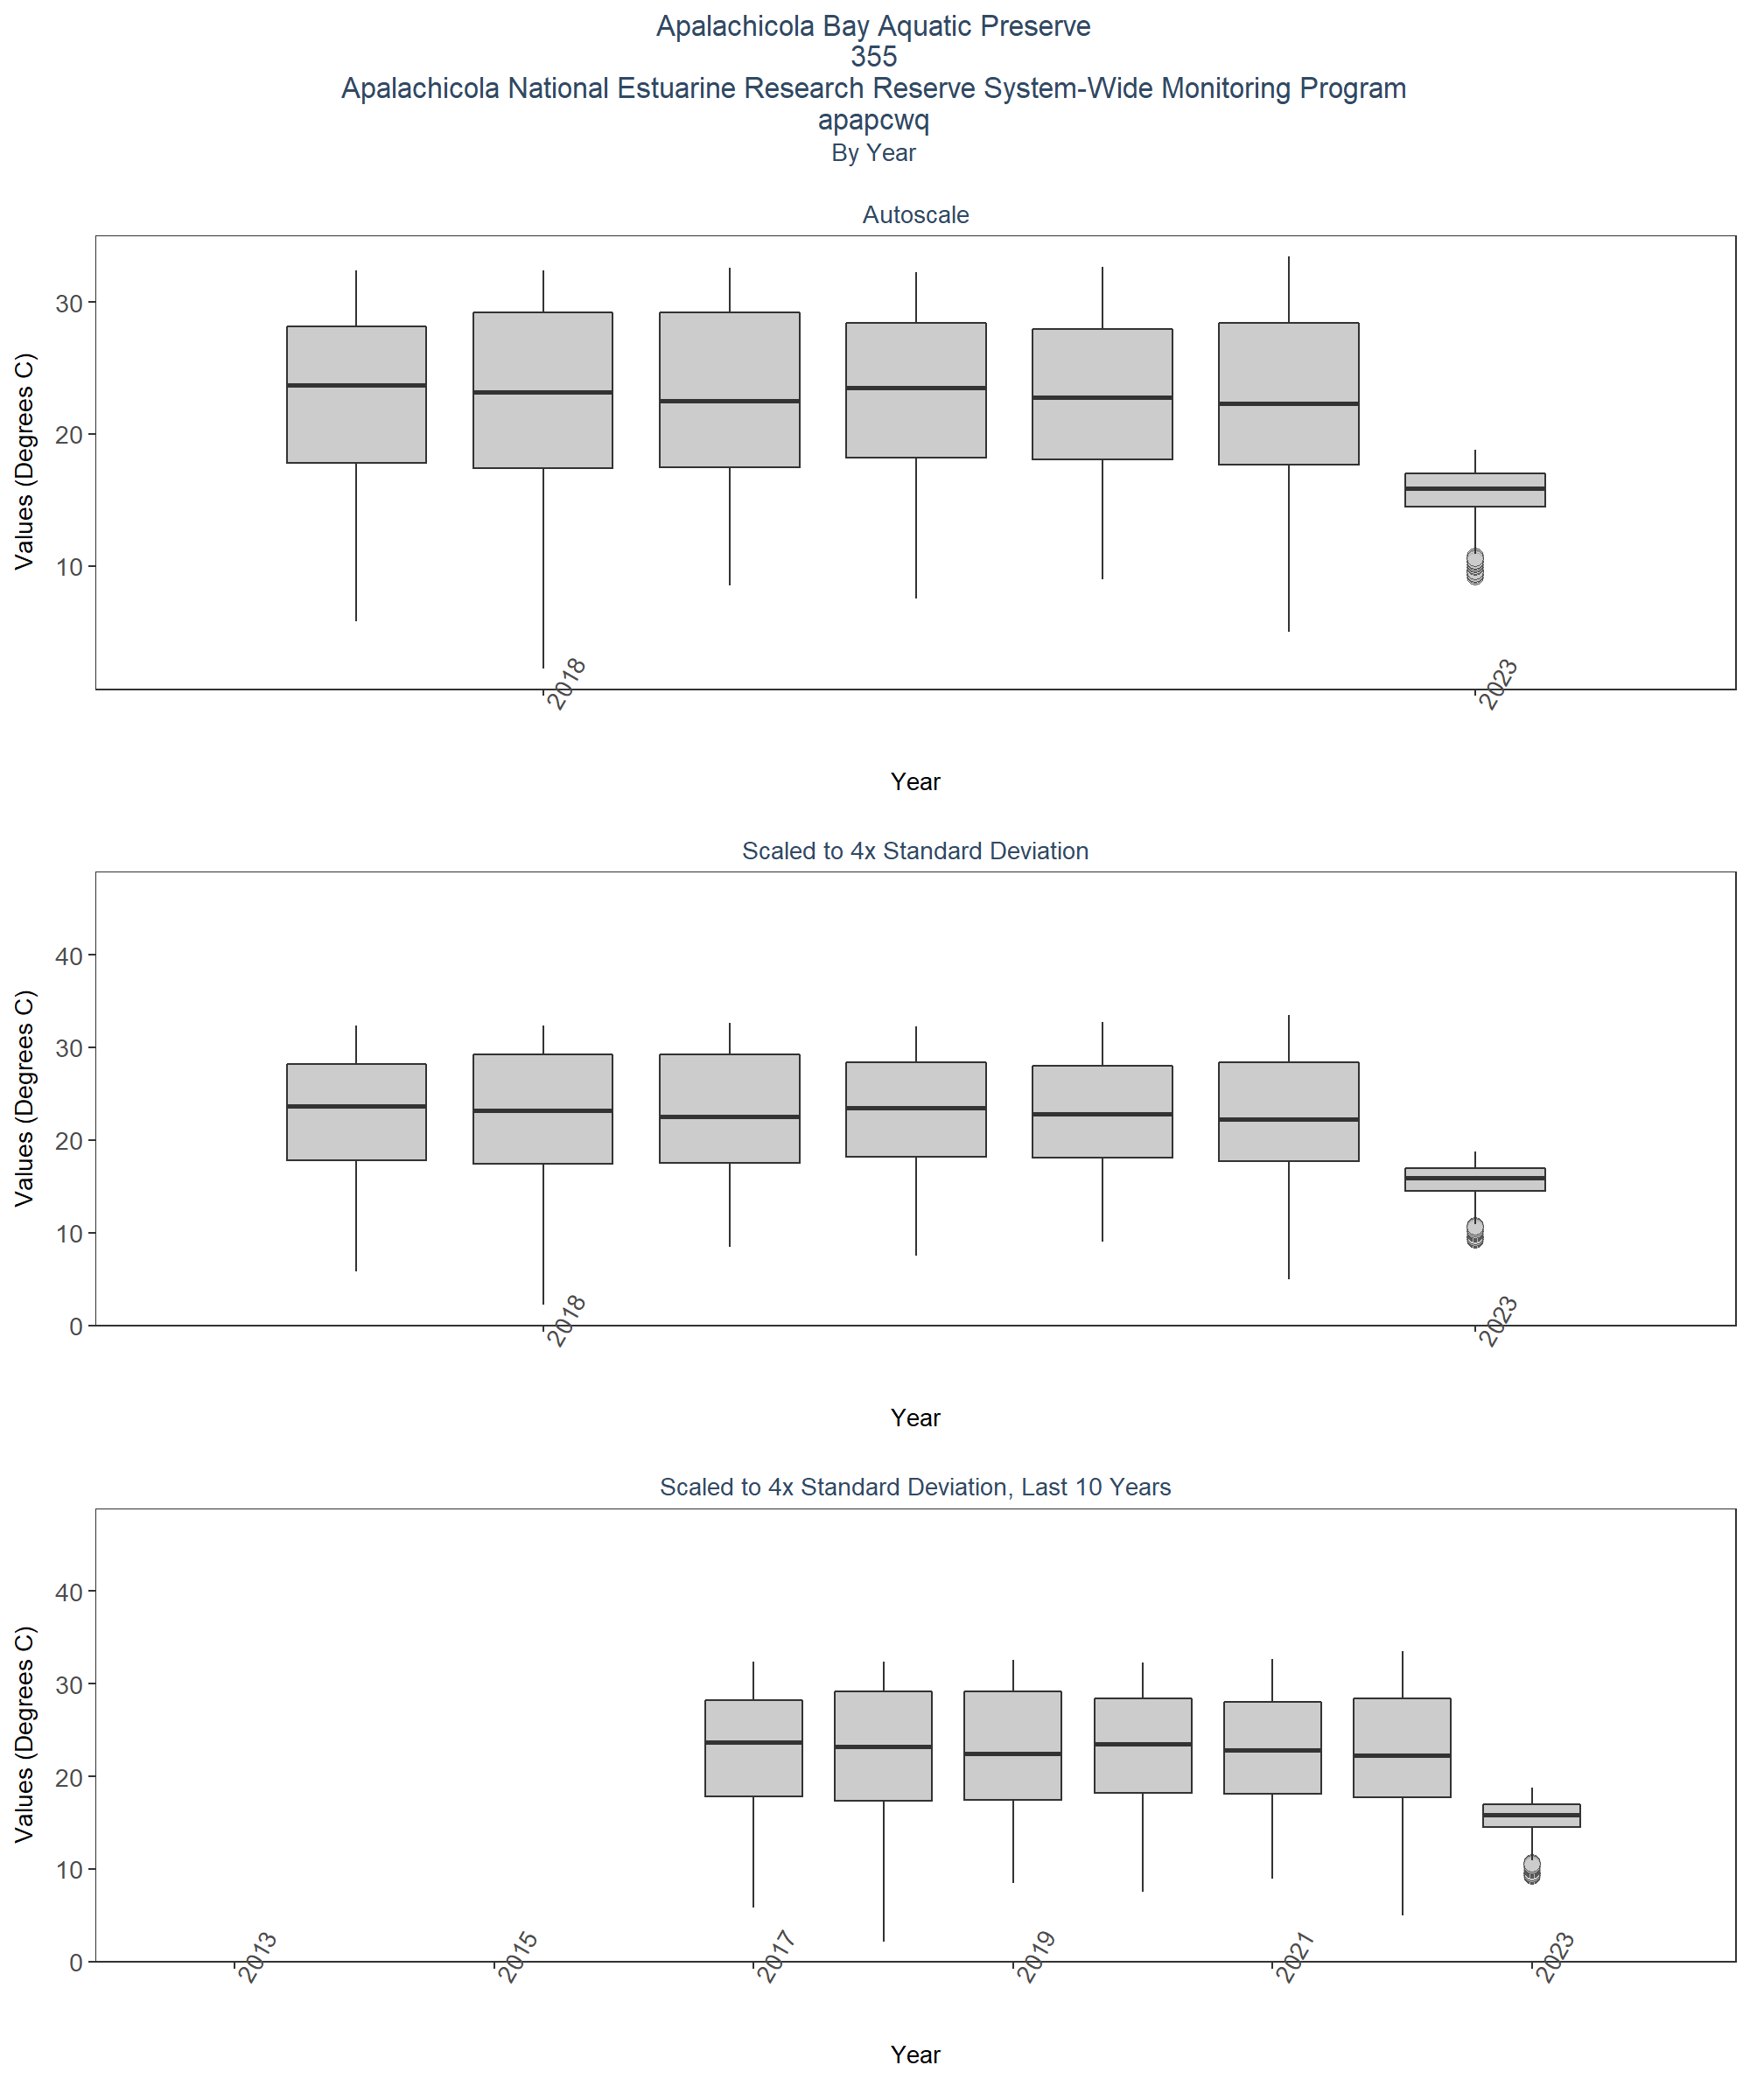 Apalachicola Bay Aquatic Preserve
355
Apalachicola National Estuarine Research Reserve System-Wide Monitoring Program
apapcwq
By Year
Autoscale
Values (Degrees C)
30
20
10
2018
2023
Year
Scaled to 4x Standard Deviation
Values (Degrees C)
40
30
20
10
0
2018
2023
Year
Scaled to 4x Standard Deviation, Last 10 Years
Values (Degrees C)
40
30
20
10
0
2013
2015
2017
2019
2021
2023
Year